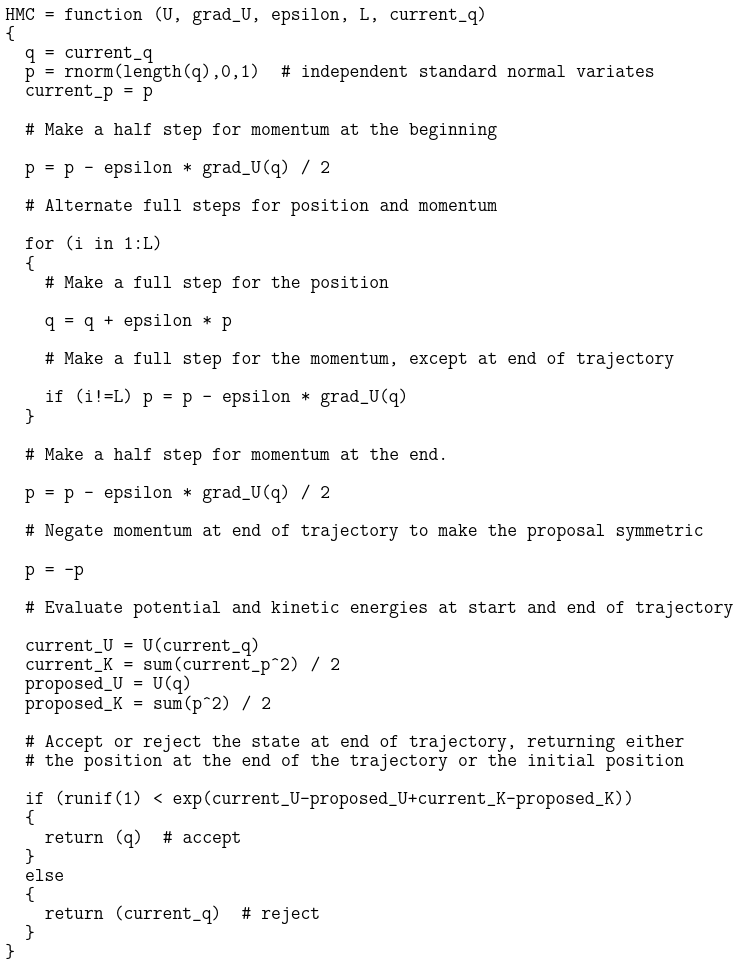 HMC = function (U, grad_U, epsilon, L, current_q)
{
  q = current_q
  p = rnorm(length(q),0,1)  # independent standard normal variates
  current_p = p

  # Make a half step for momentum at the beginning

  p = p - epsilon * grad_U(q) / 2

  # Alternate full steps for position and momentum

  for (i in 1:L)
  {
    # Make a full step for the position

    q = q + epsilon * p

    # Make a full step for the momentum, except at end of trajectory

    if (i!=L) p = p - epsilon * grad_U(q)
  }

  # Make a half step for momentum at the end.

  p = p - epsilon * grad_U(q) / 2

  # Negate momentum at end of trajectory to make the proposal symmetric

  p = -p

  # Evaluate potential and kinetic energies at start and end of trajectory

  current_U = U(current_q)
  current_K = sum(current_p^2) / 2
  proposed_U = U(q)
  proposed_K = sum(p^2) / 2

  # Accept or reject the state at end of trajectory, returning either
  # the position at the end of the trajectory or the initial position

  if (runif(1) < exp(current_U-proposed_U+current_K-proposed_K))
  {
    return (q)  # accept
  }
  else
  {
    return (current_q)  # reject
  }
}